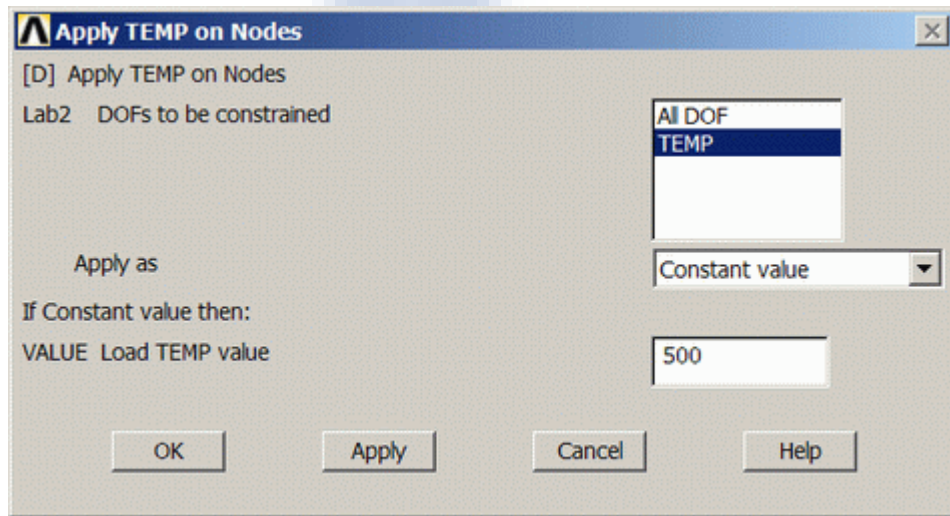 Apply TEMP on Nodes
[D] Apply TEMP on Nodes
Lab2 DOFs to be constrained
All DOF
TEMP
Apply as
Constant value
If Constant value then:
VALUE Load TEMP value
500
OK
Apply
Cancel
Help